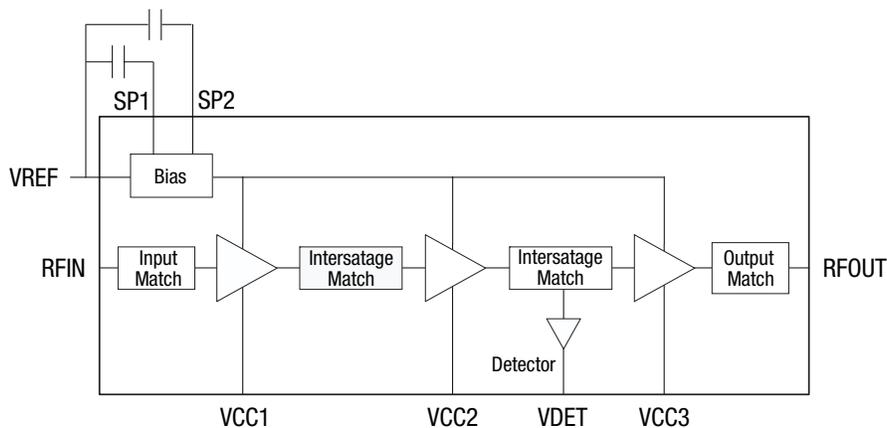 SP1 SP2
VREF
Bias
RFIN
Input
Match
Intersatage
Match
Intersatage
Match
Output
Match
RFOUT
Detector
VCC1 VCC2 VDET VCC3